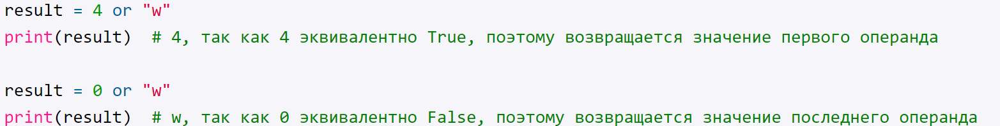 result = 4 or "w"
print(result)  # 4, так как 4 эквивалентно True, поэтому возвращается значение первого операнда
result = 0 or "w"
print(result)  # w, так как 0 эквивалентно False, поэтому возвращается значение последнего операнда